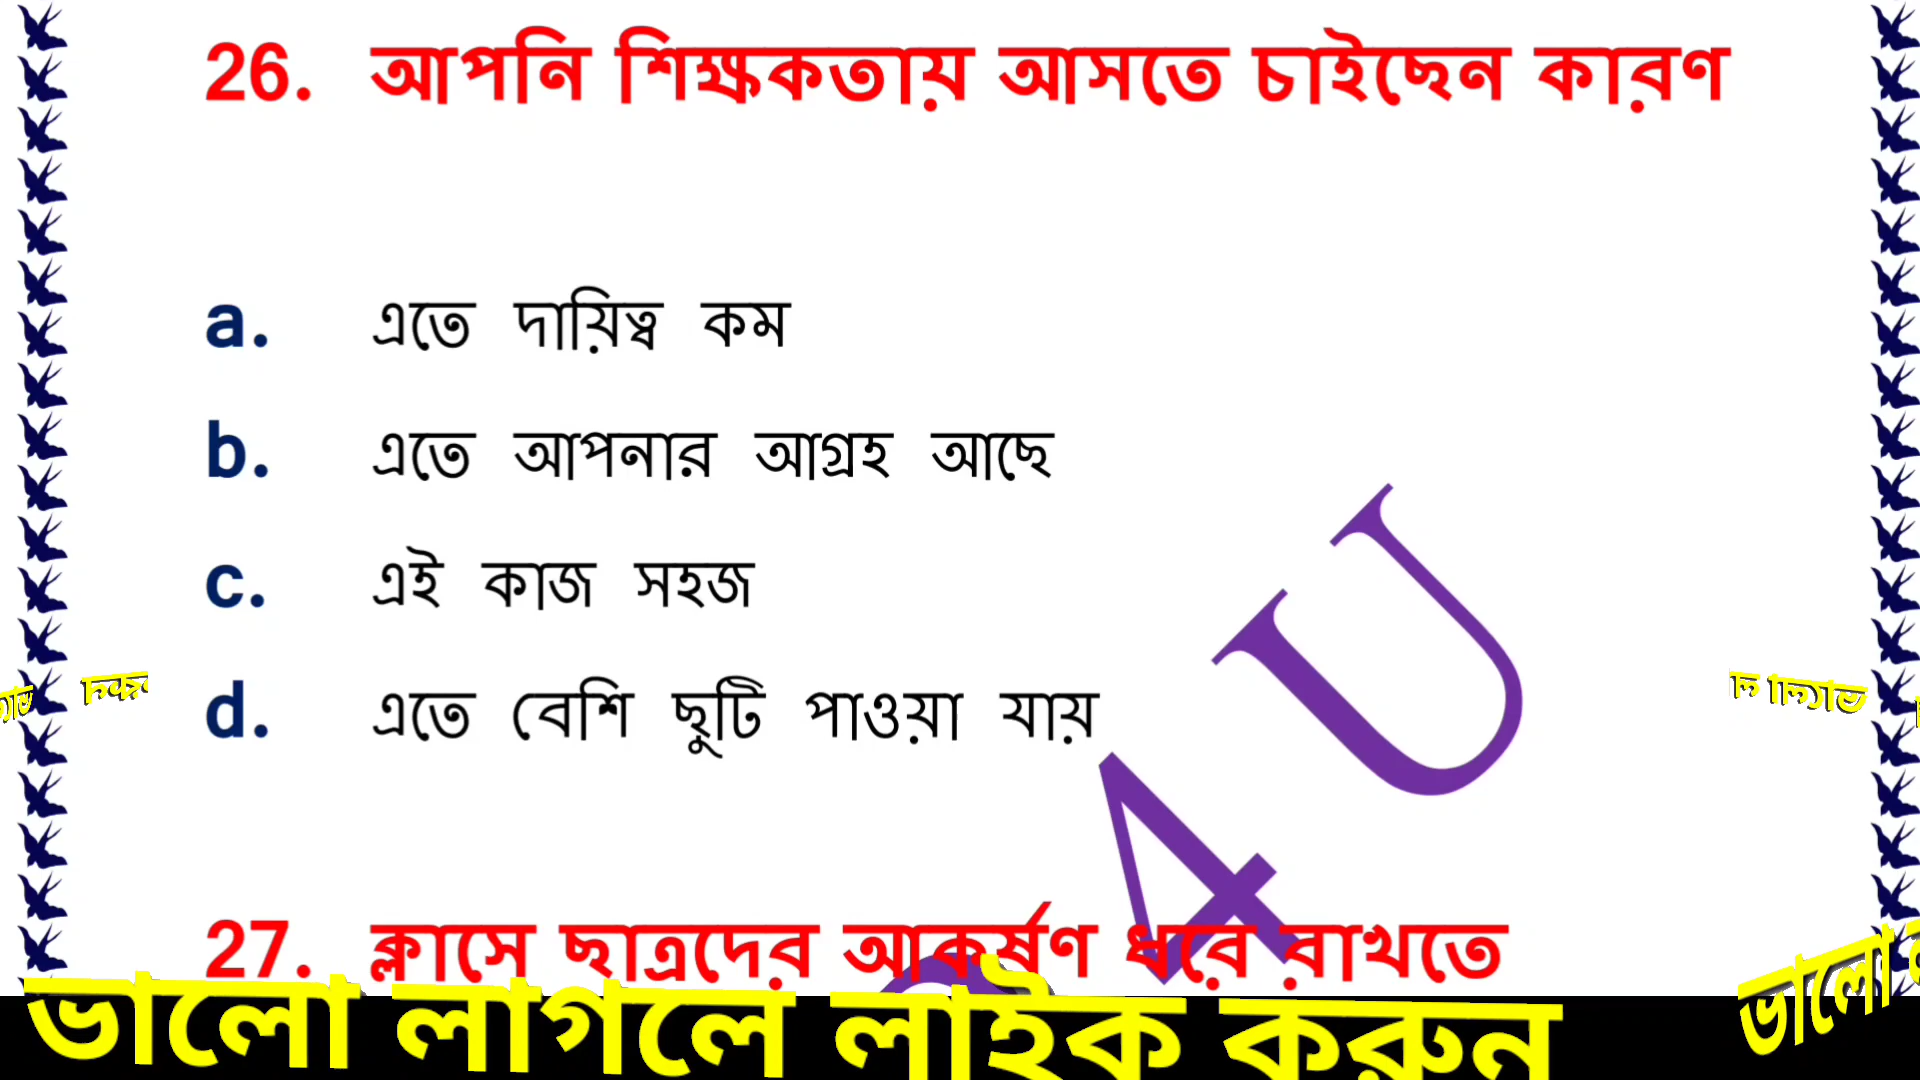 26. আপনি শিক্ষকতায় আসতে চাইছেন কারণ
a. এতে দায়িত্ব কম
b. এতে আপনার আগ্রহ আছে
c. এই কাজ সহজ
d. এতে বেশি ছুটি পাওয়া যায়
4 U
27. ক্লাসে ছাত্রদের আকর্ষণ ধরে রাখতে
ভালো লাগলে লাইক করুন
ভালো